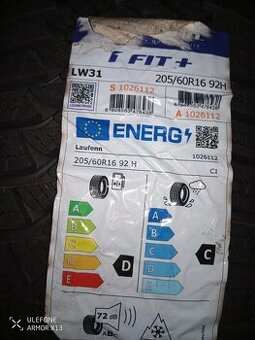 i FIT+
LW31
205/60R16 92H
S 1026112
A 1026112
ENERG
Laufenn
1026112
205/60R16 92 H
C1
A
B
C
D
E
D
A
B
C
D
E
C
72 dB
ABC
ULEFONE
ARMOR X13